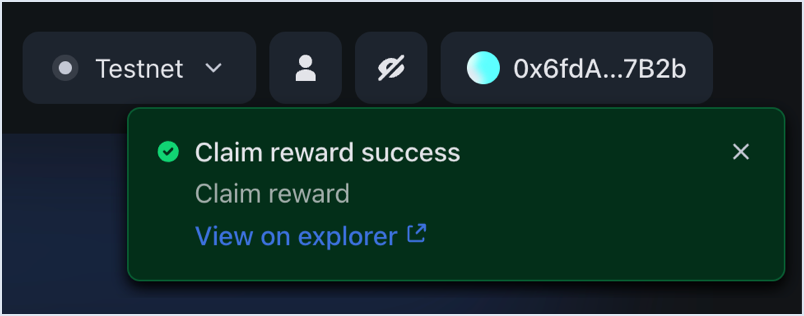 Testnet
0x6fdA...7B2b
Claim reward success
Claim reward
View on explorer